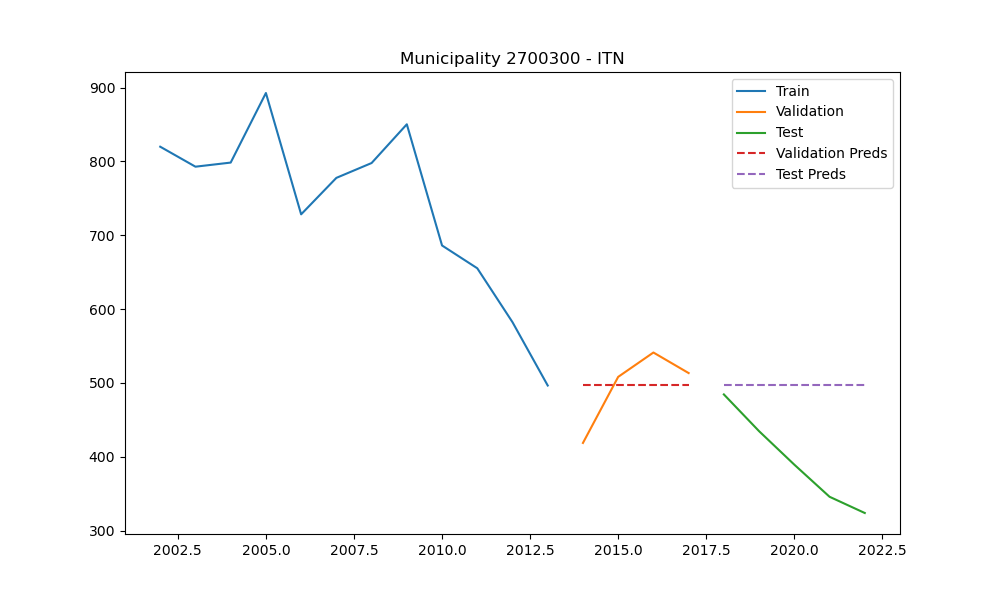 Municipality 2700300 - ITN
900
800
700
600
500
400
300
2002.5 2005.0 2007.5 2010.0 2012.5 2015.0 2017.5 2020.0 2022.5
Train
Validation
Test
Validation Preds
Test Preds